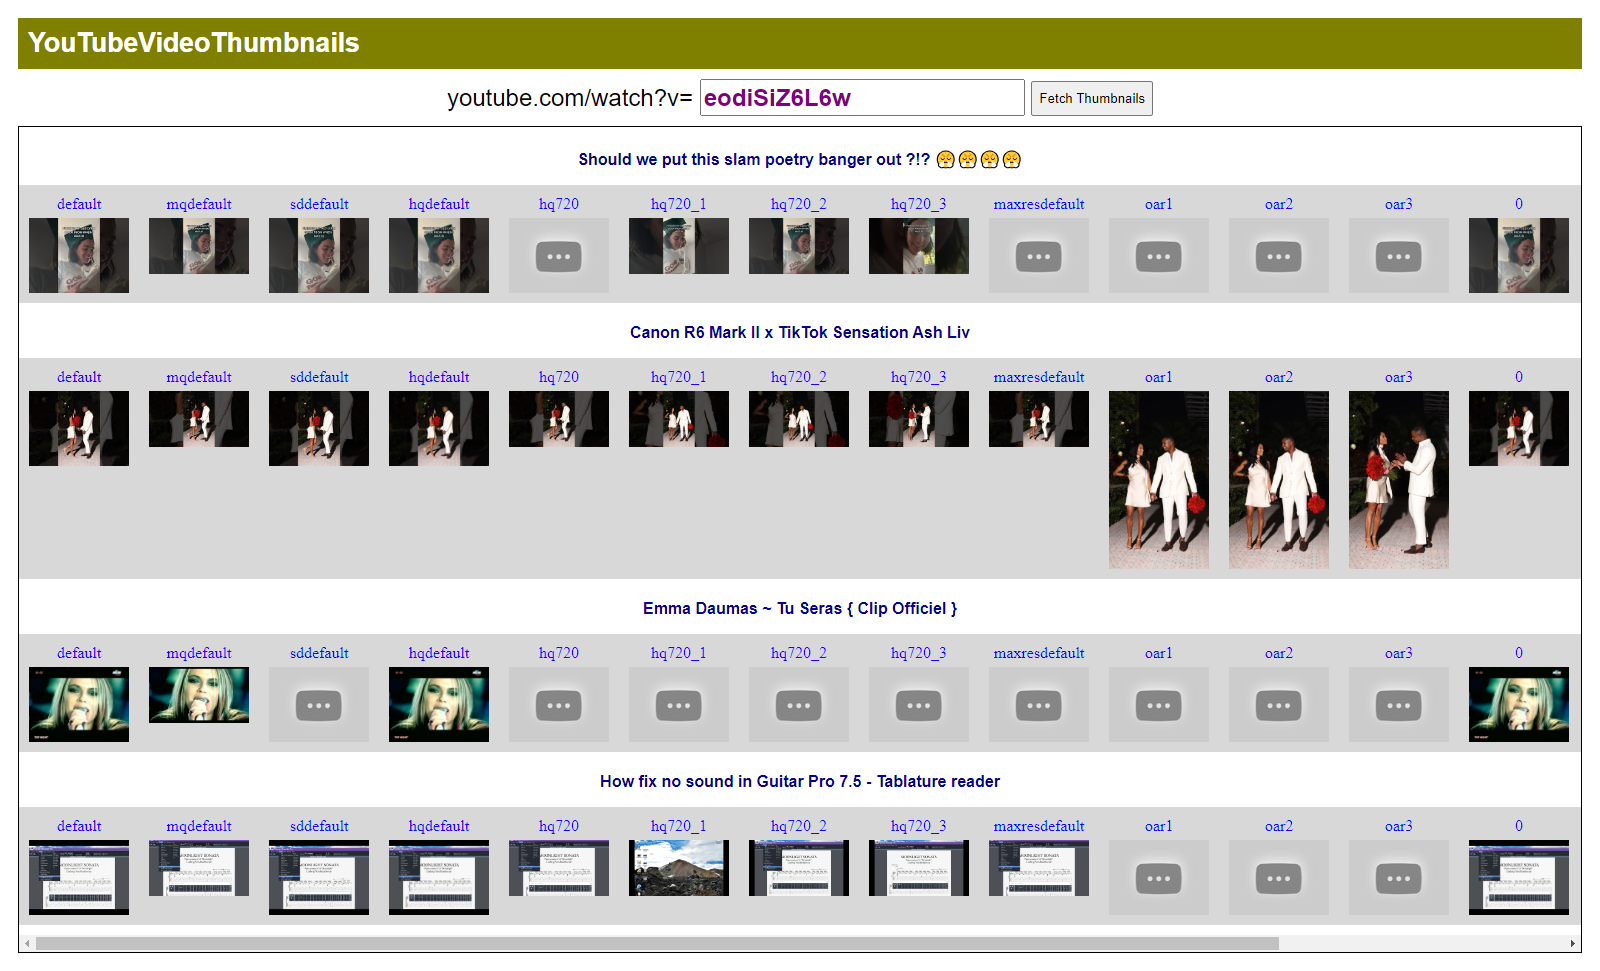 YouTubeVideoThumbnails
youtube.com/watch?v= eodiSiZ6L6w Fetch Thumbnails
Should we put this slam poetry banger out ?!? 😤😤😤😤
default mqdefault sddefault hqdefault hq720 hq720_1 hq720_2 hq720_3 maxresdefault oar1 oar2 oar3 0
Canon R6 Mark II x TikTok Sensation Ash Liv
default mqdefault sddefault hqdefault hq720 hq720_1 hq720_2 hq720_3 maxresdefault oar1 oar2 oar3 0
Emma Daumas ~ Tu Seras { Clip Officiel }
default mqdefault sddefault hqdefault hq720 hq720_1 hq720_2 hq720_3 maxresdefault oar1 oar2 oar3 0
How fix no sound in Guitar Pro 7.5 - Tablature reader
default mqdefault sddefault hqdefault hq720 hq720_1 hq720_2 hq720_3 maxresdefault oar1 oar2 oar3 0